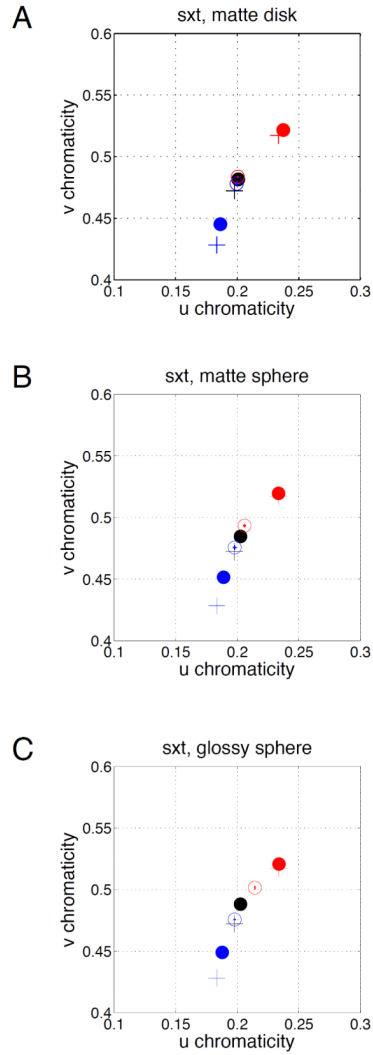 A
sxt, matte disk
0.6
0.55
0.5
0.45
0.4
v chromaticity
0.1 0.15 0.2 0.25 0.3
u chromaticity
B
sxt, matte sphere
0.6
0.55
0.5
0.45
0.4
v chromaticity
0.1 0.15 0.2 0.25 0.3
u chromaticity
C
sxt, glossy sphere
0.6
0.55
0.5
0.45
0.4
v chromaticity
0.1 0.15 0.2 0.25 0.3
u chromaticity